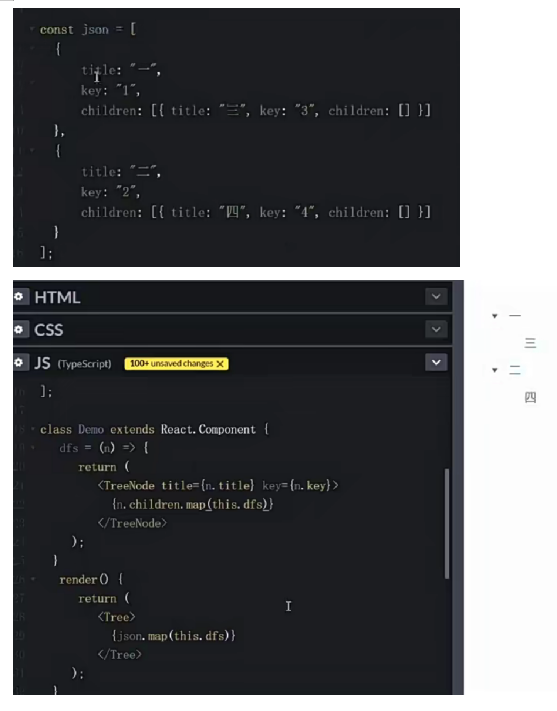 const json = [
{
title: "一",
key: "1",
children: [{ title: "三", key: "3", children: [] }]
},
{
title: "二",
key: "2",
children: [{ title: "四", key: "4", children: [] }]
}
];
HTML
CSS
JS (TypeScript) 100+ unsaved changes X
];
class Demo extends React.Component {
dfs = (n) => {
return (
<TreeNode title={n.title} key={n.key}>
{n.children.map(this.dfs)}
</TreeNode>
);
}
render() {
return (
<Tree>
{json.map(this.dfs)}
</Tree>
);
}
一
三
二
四